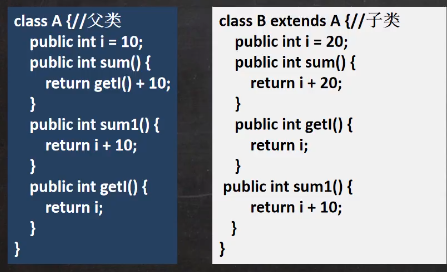 class A {//父类
public int i = 10;
public int sum() {
return getI() + 10;
}
public int sum1() {
return i + 10;
}
public int getI() {
return i;
}
}
class B extends A {//子类
public int i = 20;
public int sum() {
return i + 20;
}
public int getI() {
return i;
}
public int sum1() {
return i + 10;
}
}